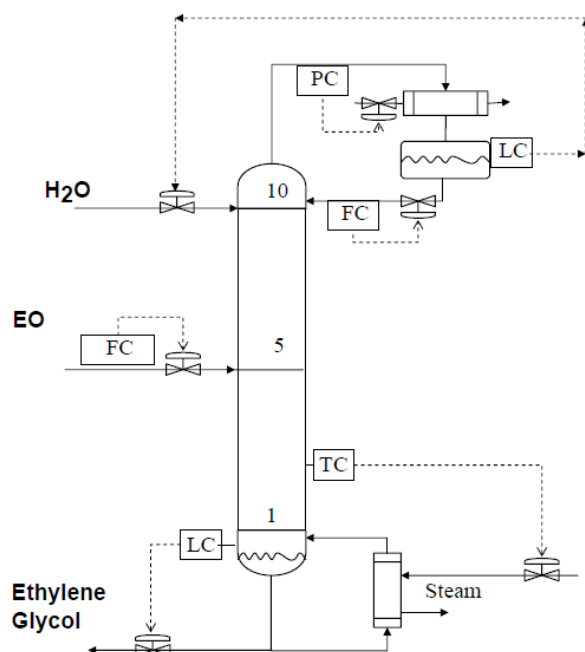 PC
LC
10
H2O
FC
EO
FC
5
TC
1
LC
Steam
Ethylene
Glycol